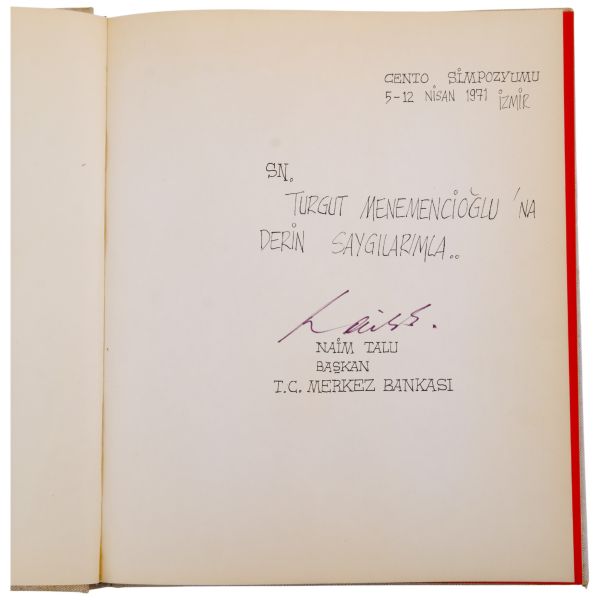 CENTO SİMPOZYUMU
5-12 NİSAN 1971 İZMİR
SN.
TURGUT MENEMENCİOĞLU 'NA
DERİN SAYGILARIMLA..
NAİM TALU
BAŞKAN
T.C. MERKEZ BANKASI